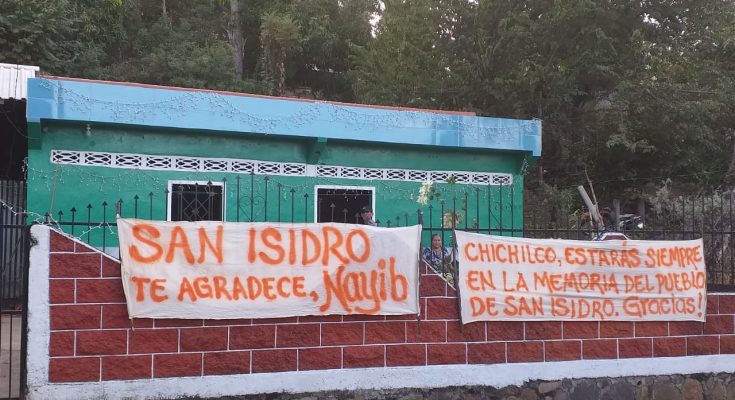 SAN ISIDRO
TE AGRADECE, Nayib
CHICHILCO, ESTARÁS SIEMPRE
EN LA MEMORIA DEL PUEBLO
DE SAN ISIDRO. Gracias!